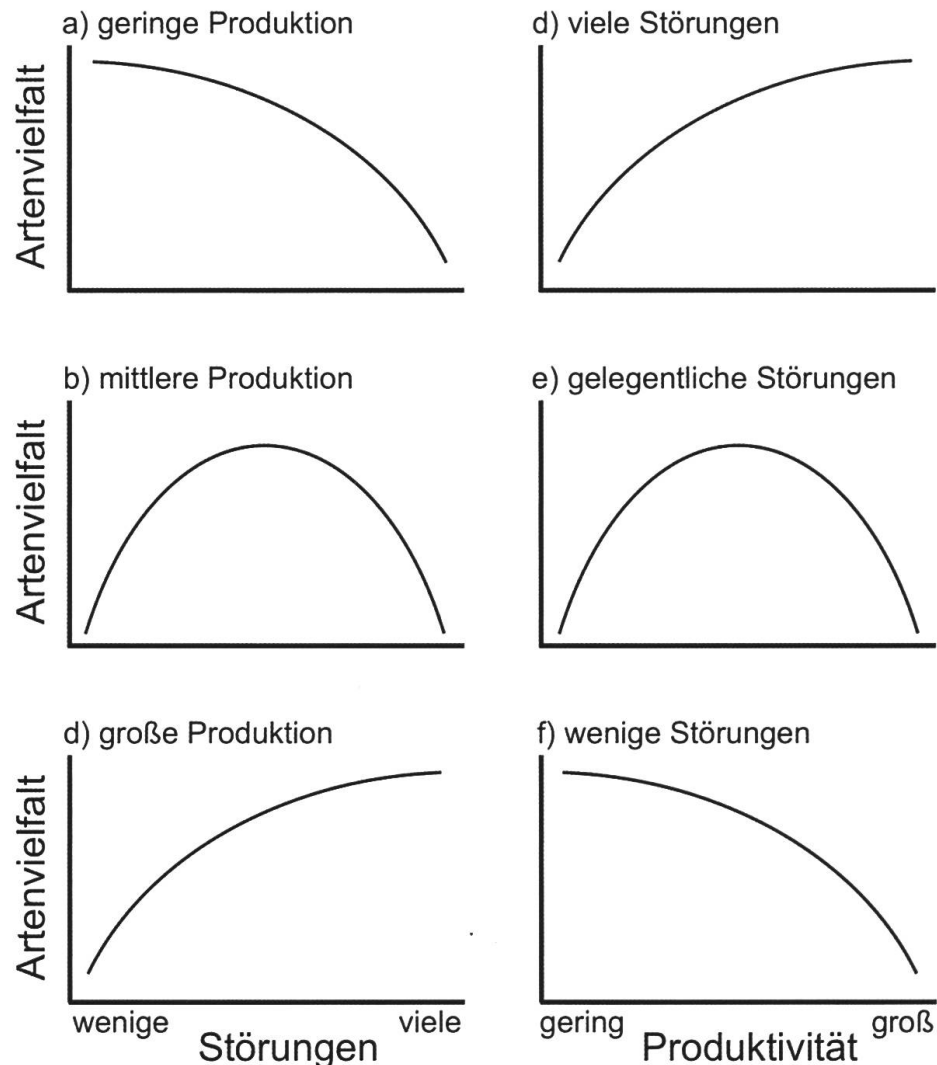 a) geringe Produktion
Artenvielfalt
d) viele Störungen
b) mittlere Produktion
Artenvielfalt
e) gelegentliche Störungen
d) große Produktion
Artenvielfalt
wenige
viele
Störungen
f) wenige Störungen
gering
groß
Produktivität